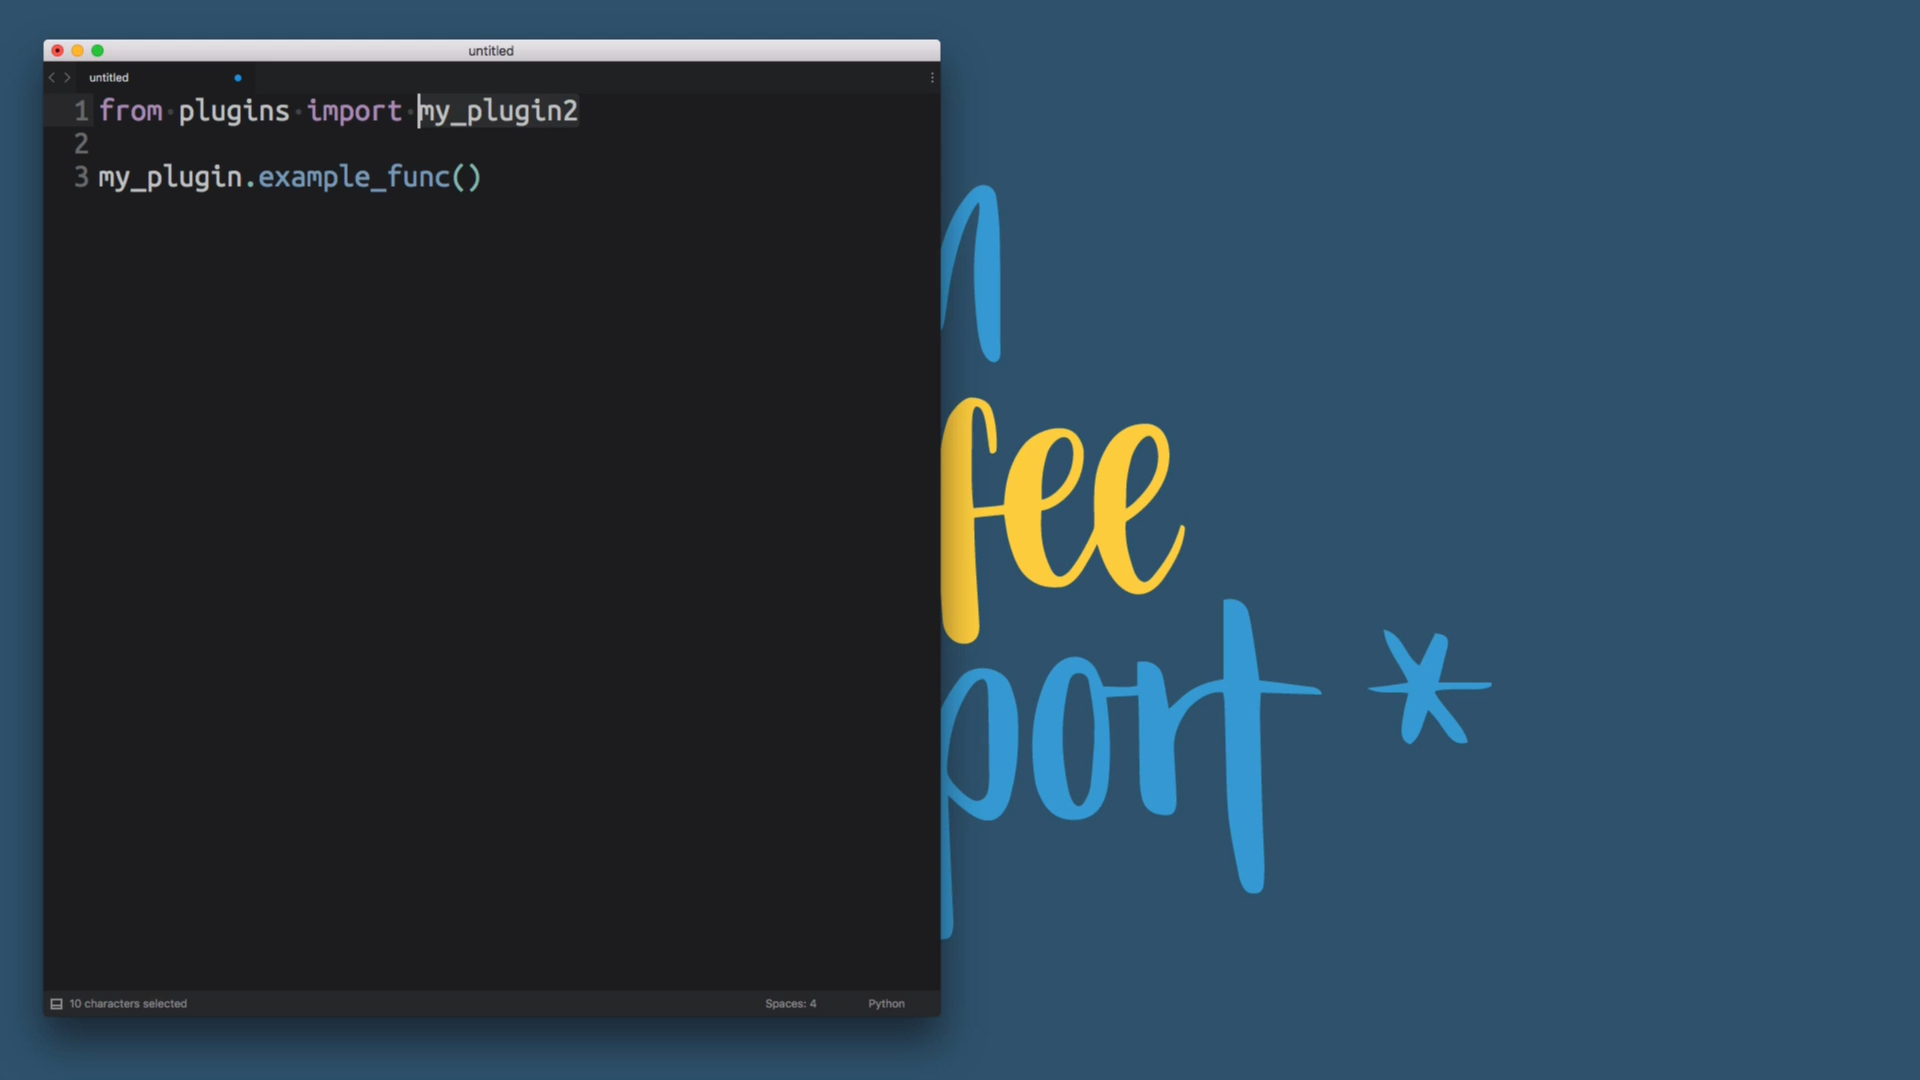 untitled
untitled
1 from plugins import my_plugin2
2
3 my_plugin.example_func()
fee
port *
10 characters selected Spaces: 4 Python